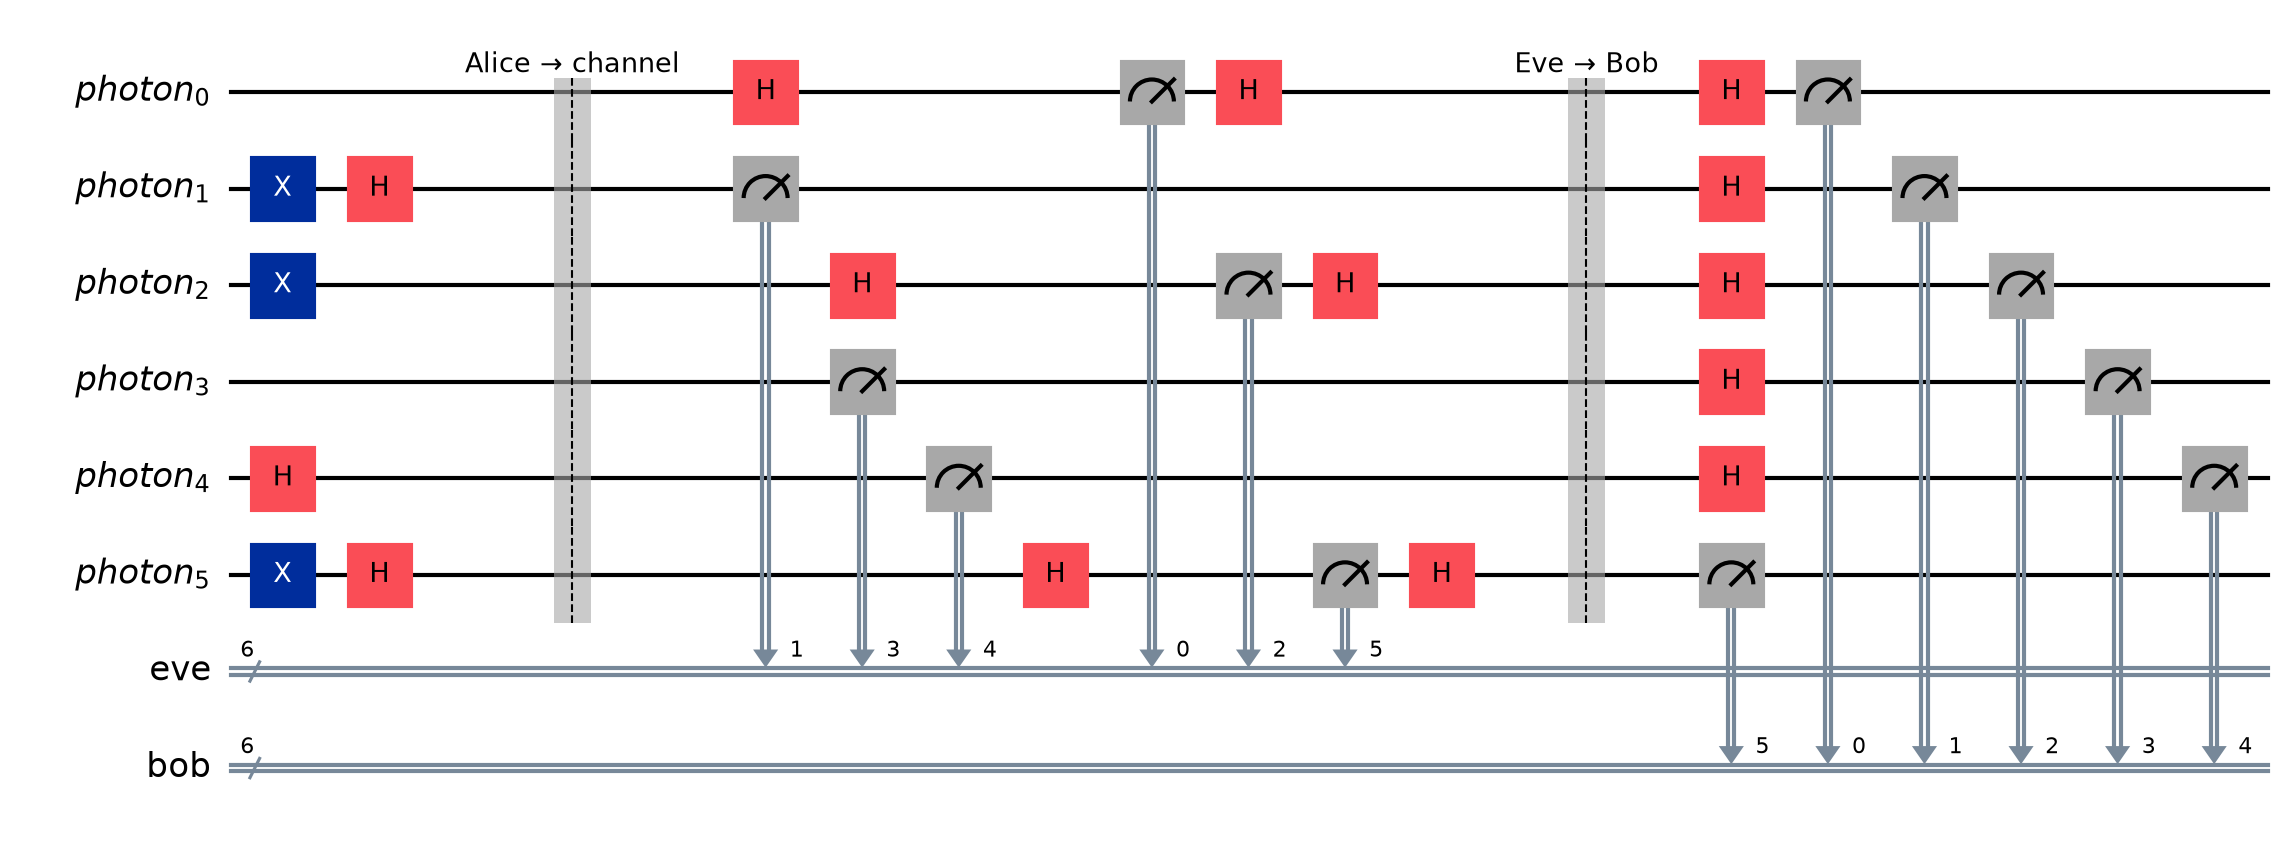 Alice → channel Eve → Bob
photon0 H H H
photon1 X H H
photon2 X H H H
photon3 H
photon4 H H
photon5 X H H H
eve 6 1 3 4 0 2 5
bob 6 5 0 1 2 3 4